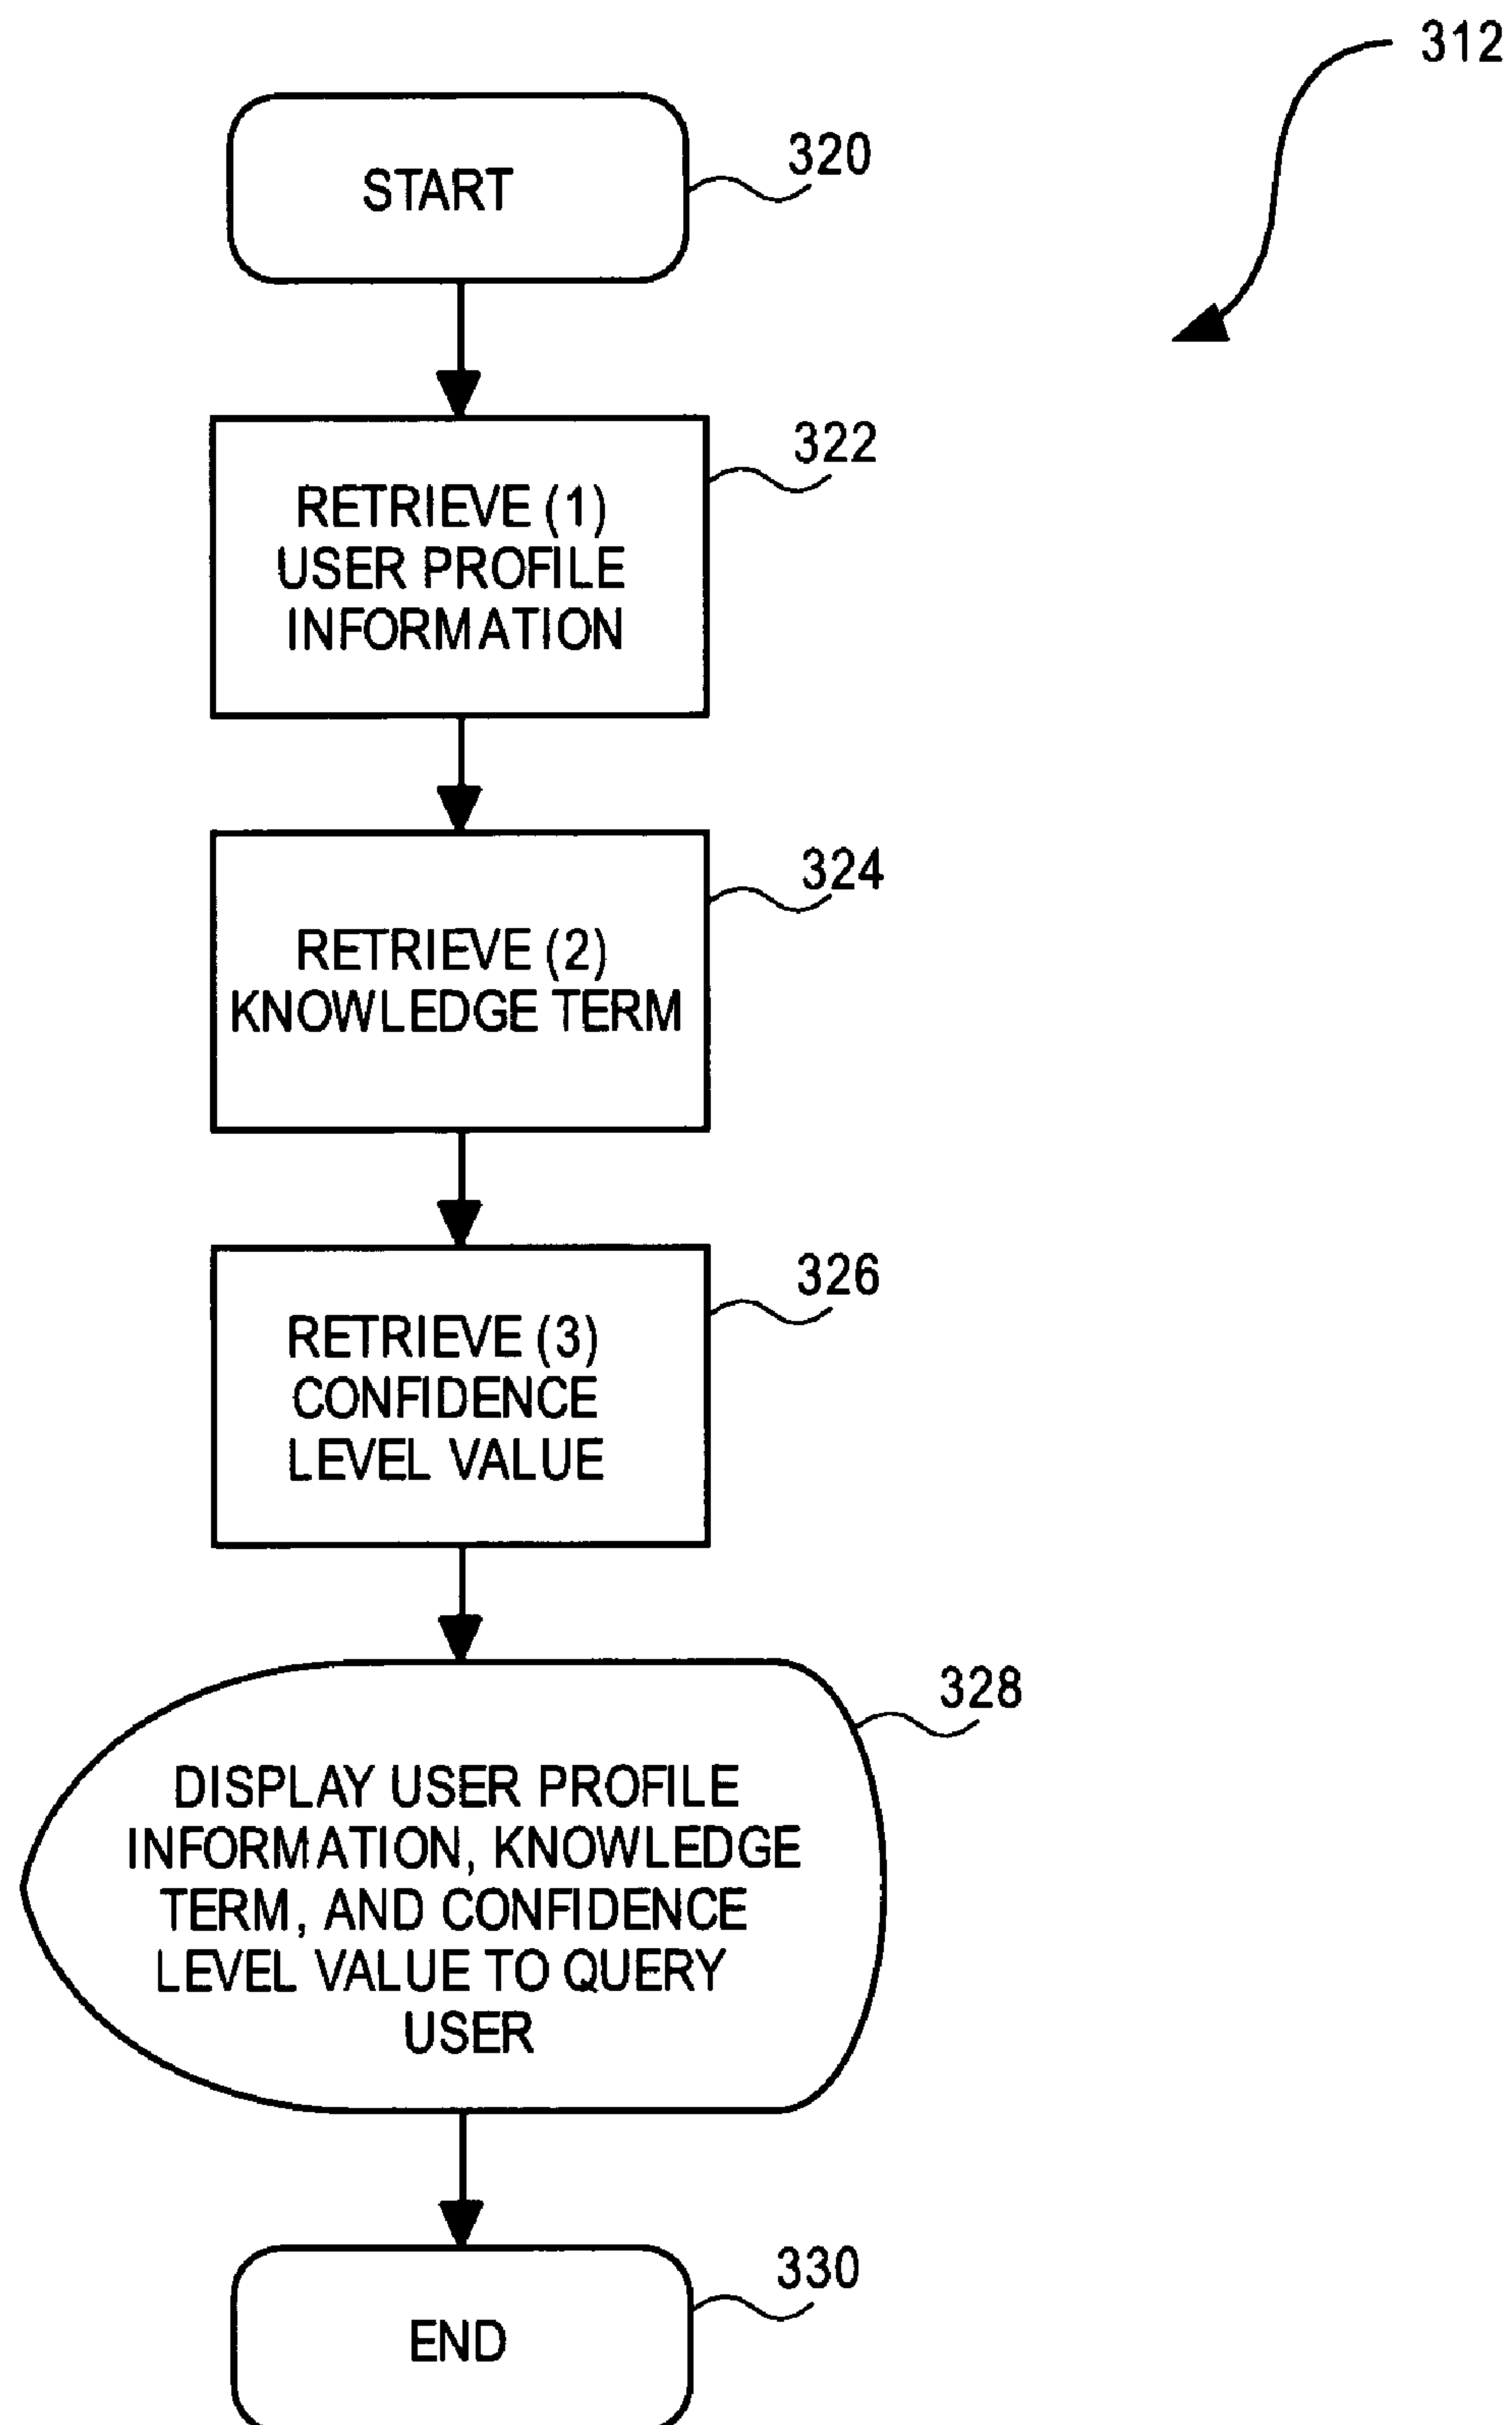 312
START
320
RETRIEVE (1)
USER PROFILE
INFORMATION
322
RETRIEVE (2)
KNOWLEDGE TERM
324
RETRIEVE (3)
CONFIDENCE
LEVEL VALUE
326
DISPLAY USER PROFILE
INFORMATION, KNOWLEDGE
TERM, AND CONFIDENCE
LEVEL VALUE TO QUERY
USER
328
END
330